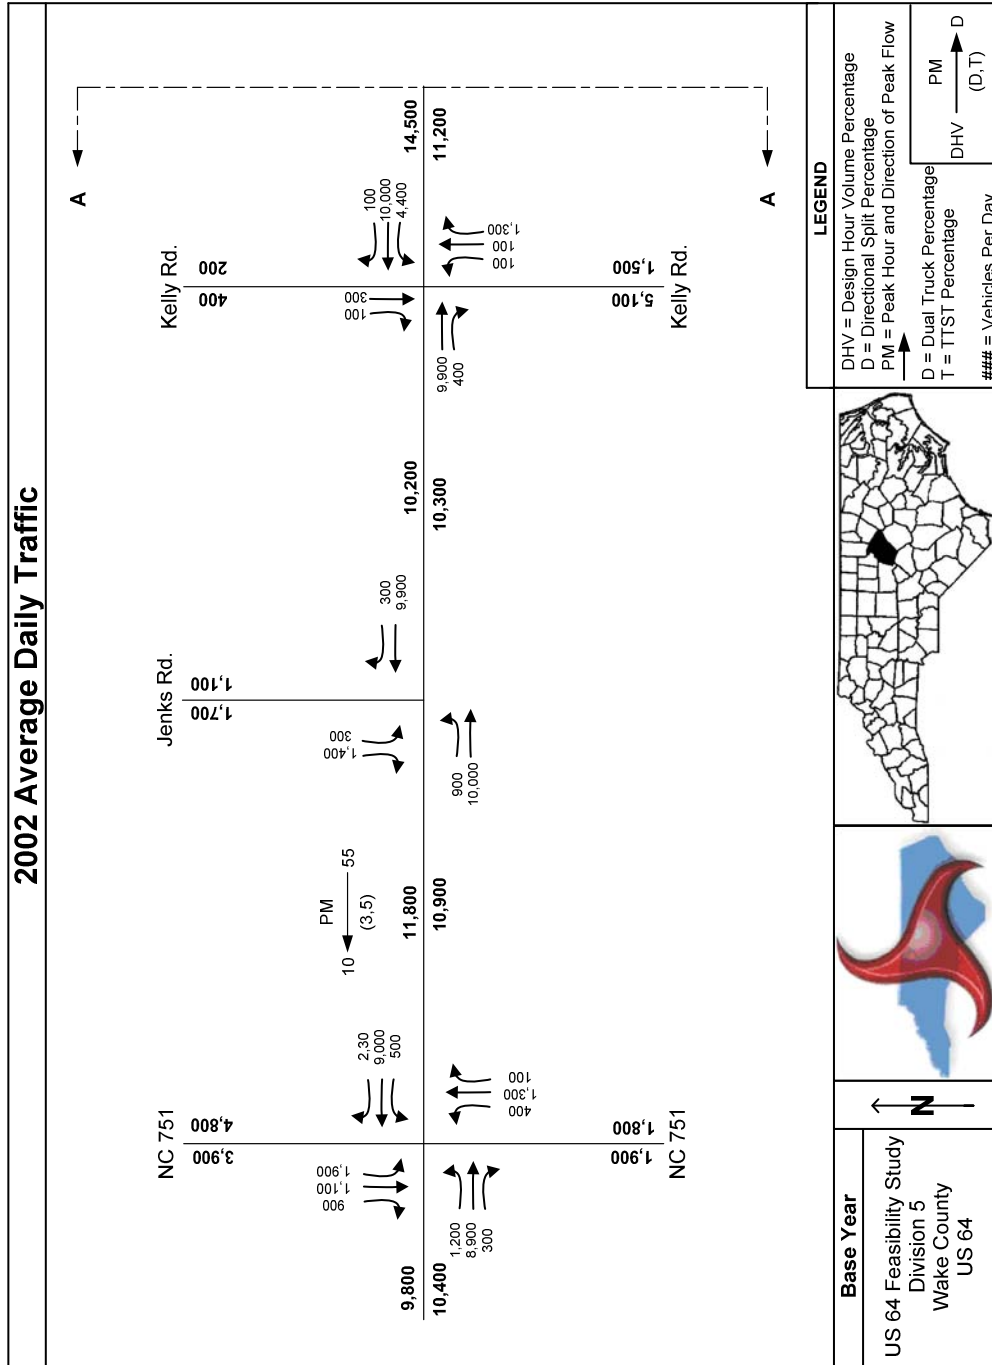 2002 Average Daily Traffic
NC 751
3,900
4,800
1,900
1,100
900
2,30
9,000
500
9,800
10,400
1,200
8,900
300
400
1,300
100
1,900
1,800
NC 751
PM
10
55
(3,5)
11,800
10,900
Jenks Rd.
1,700
1,100
1,400
300
300
9,900
900
10,000
10,200
10,300
Kelly Rd.
400
200
100
300
100
10,000
4,400
14,500
11,200
9,900
400
100
100
1,300
5,100
1,500
Kelly Rd.
A
A
Base Year
US 64 Feasibility Study
Division 5
Wake County
US 64
N
LEGEND
DHV = Design Hour Volume Percentage
D = Directional Split Percentage
PM = Peak Hour and Direction of Peak Flow
D = Dual Truck Percentage
T = TTST Percentage
### = Vehicles Per Day
PM
DHV
D
(D,T)